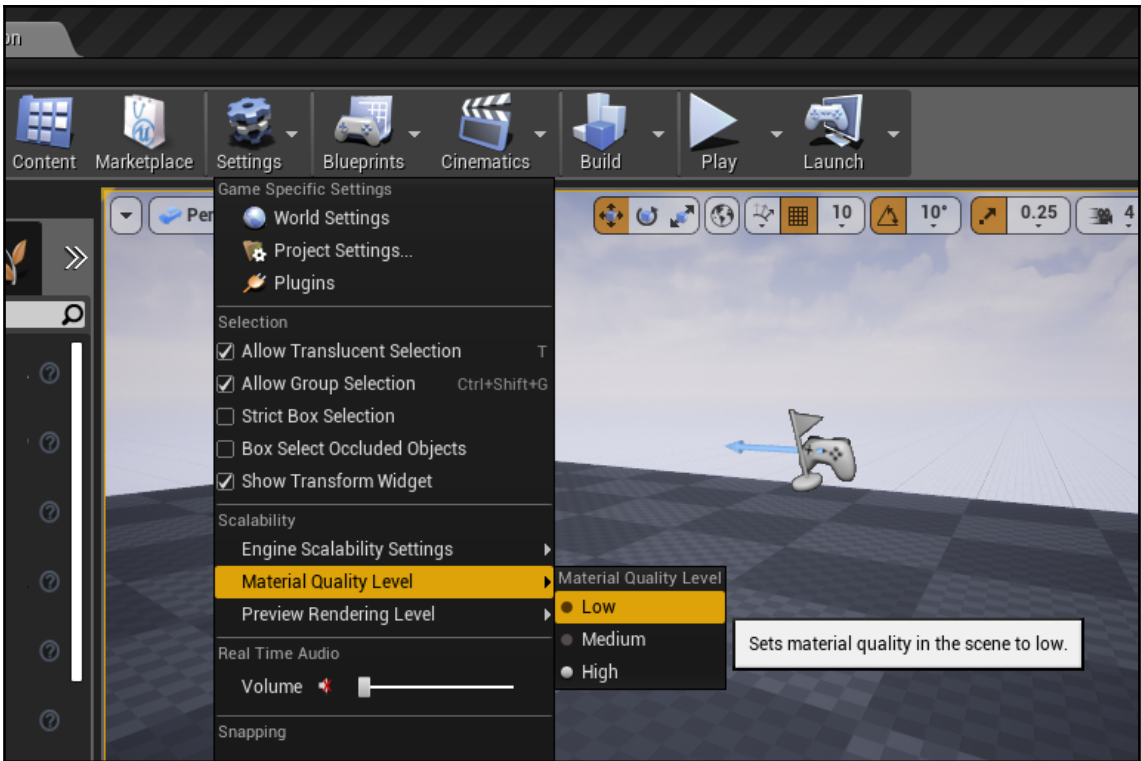 on
Content Marketplace Settings Blueprints Cinematics Build Play Launch
Game Specific Settings
World Settings
Project Settings...
Plugins
Per
10 10° 0.25 4
Selection
Allow Translucent Selection T
Allow Group Selection Ctrl+Shift+G
Strict Box Selection
Box Select Occluded Objects
Show Transform Widget
Scalability
Engine Scalability Settings
Material Quality Level
Preview Rendering Level
Material Quality Level
Low
Medium
High
Sets material quality in the scene to low.
Real Time Audio
Volume
Snapping